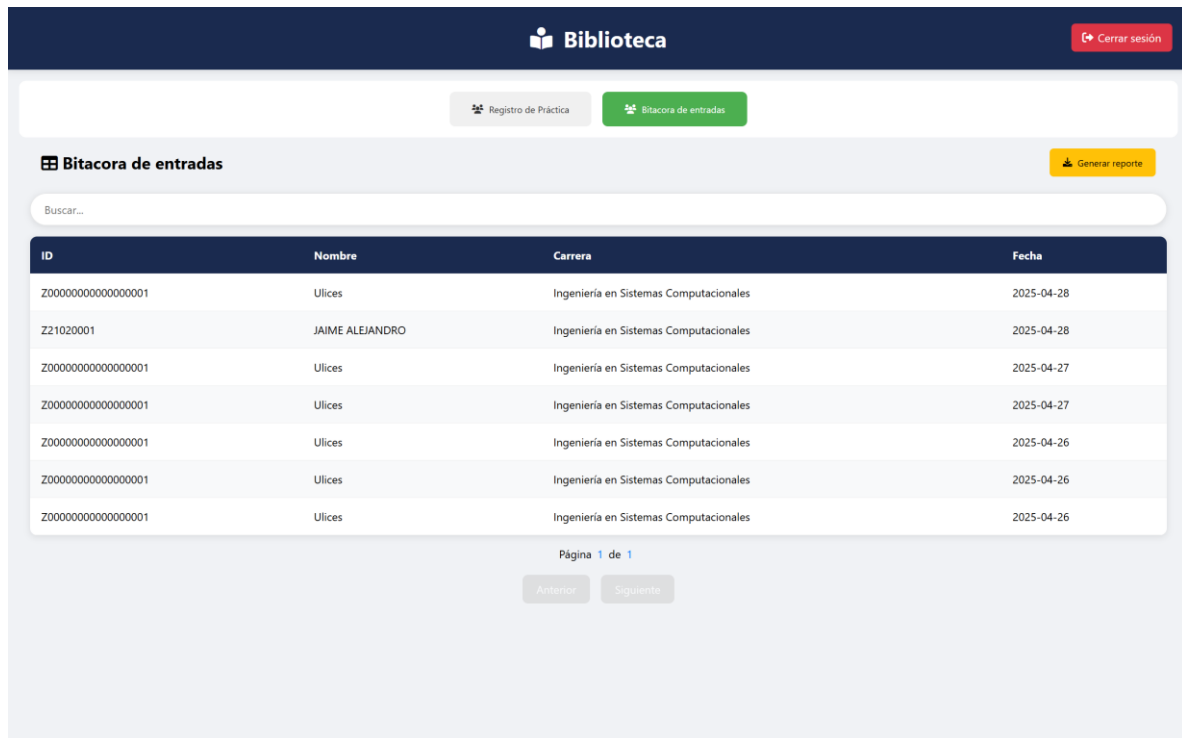 Biblioteca
Cerrar sesión
Registro de Práctica Bitacora de entradas
Bitacora de entradas
Generar reporte
Buscar...
ID Nombre Carrera Fecha
Z00000000000000001 Ulices Ingeniería en Sistemas Computacionales 2025-04-28
Z21020001 JAIME ALEJANDRO Ingeniería en Sistemas Computacionales 2025-04-28
Z00000000000000001 Ulices Ingeniería en Sistemas Computacionales 2025-04-27
Z00000000000000001 Ulices Ingeniería en Sistemas Computacionales 2025-04-27
Z00000000000000001 Ulices Ingeniería en Sistemas Computacionales 2025-04-26
Z00000000000000001 Ulices Ingeniería en Sistemas Computacionales 2025-04-26
Z00000000000000001 Ulices Ingeniería en Sistemas Computacionales 2025-04-26
Página 1 de 1
Anterior Siguiente